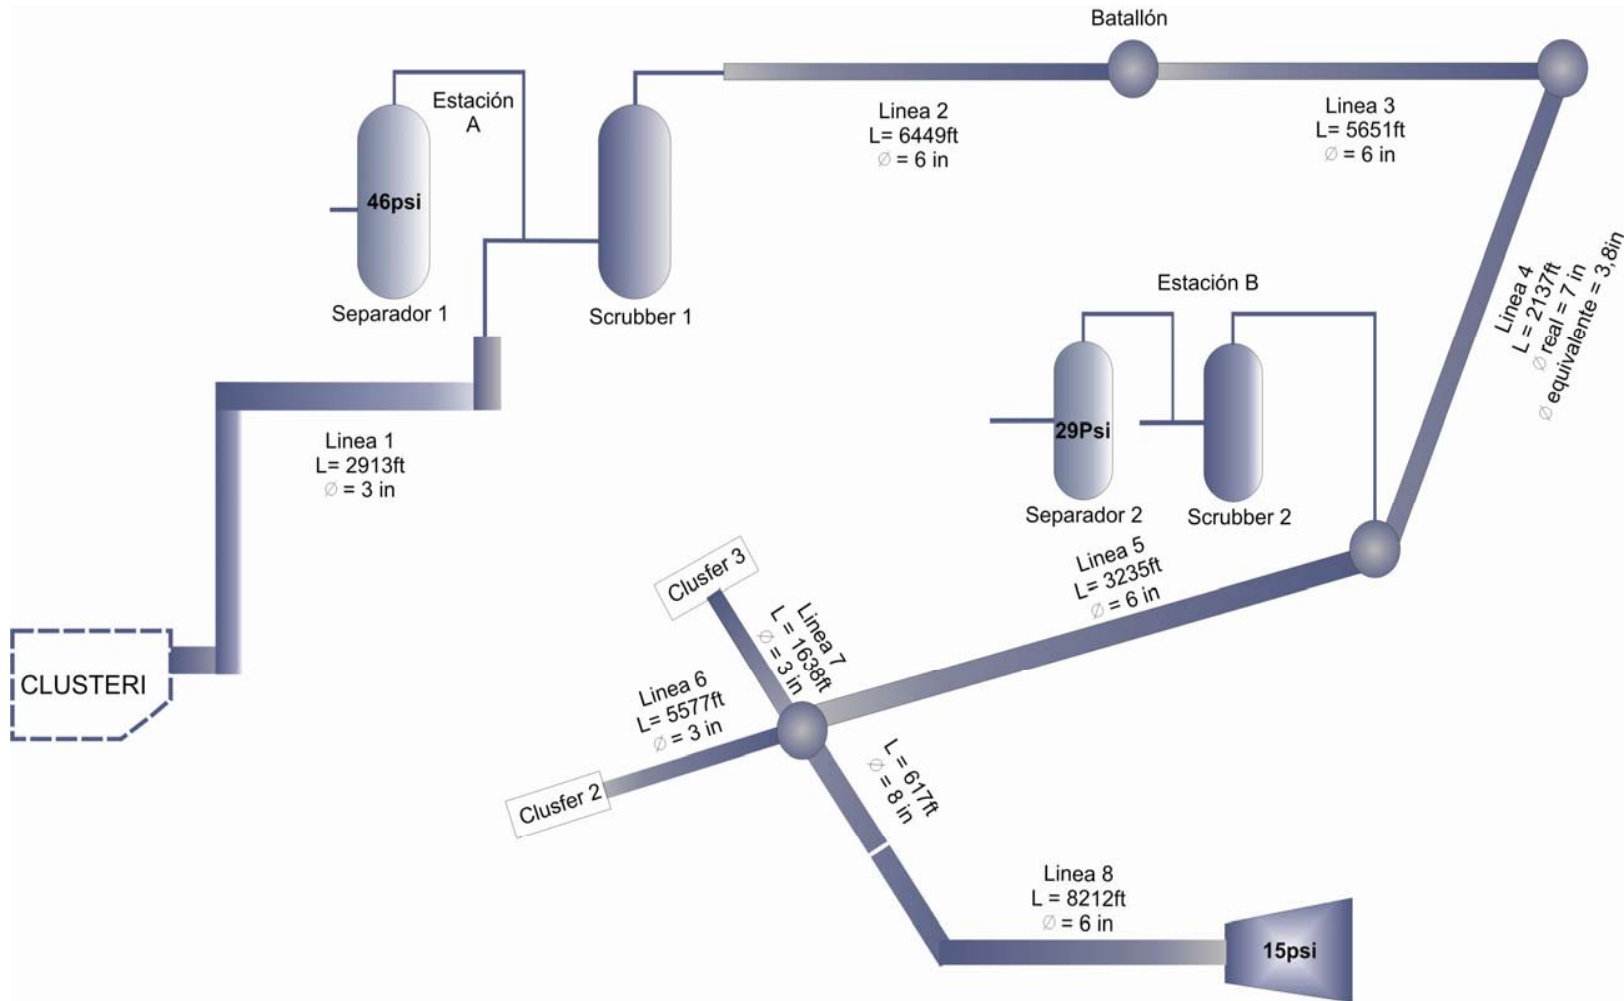 Batallón
Estación
A
46psi
Separador 1
Scrubber 1
Linea 2
L= 6449ft
∅ = 6 in
Linea 3
L= 5651ft
∅ = 6 in
Linea 4
L = 2137ft
∅ real = 7 in
∅ equivalente = 3,8in
Estación B
29Psi
Separador 2
Scrubber 2
Linea 1
L= 2913ft
∅ = 3 in
Linea 5
L= 3235ft
∅ = 6 in
Clusfer 3
Linea 7
L = 1638ft
∅ = 3 in
CLUSTERI
Linea 6
L= 5577ft
∅ = 3 in
Clusfer 2
L = 617ft
∅ = 8 in
Linea 8
L = 8212ft
∅ = 6 in
15psi